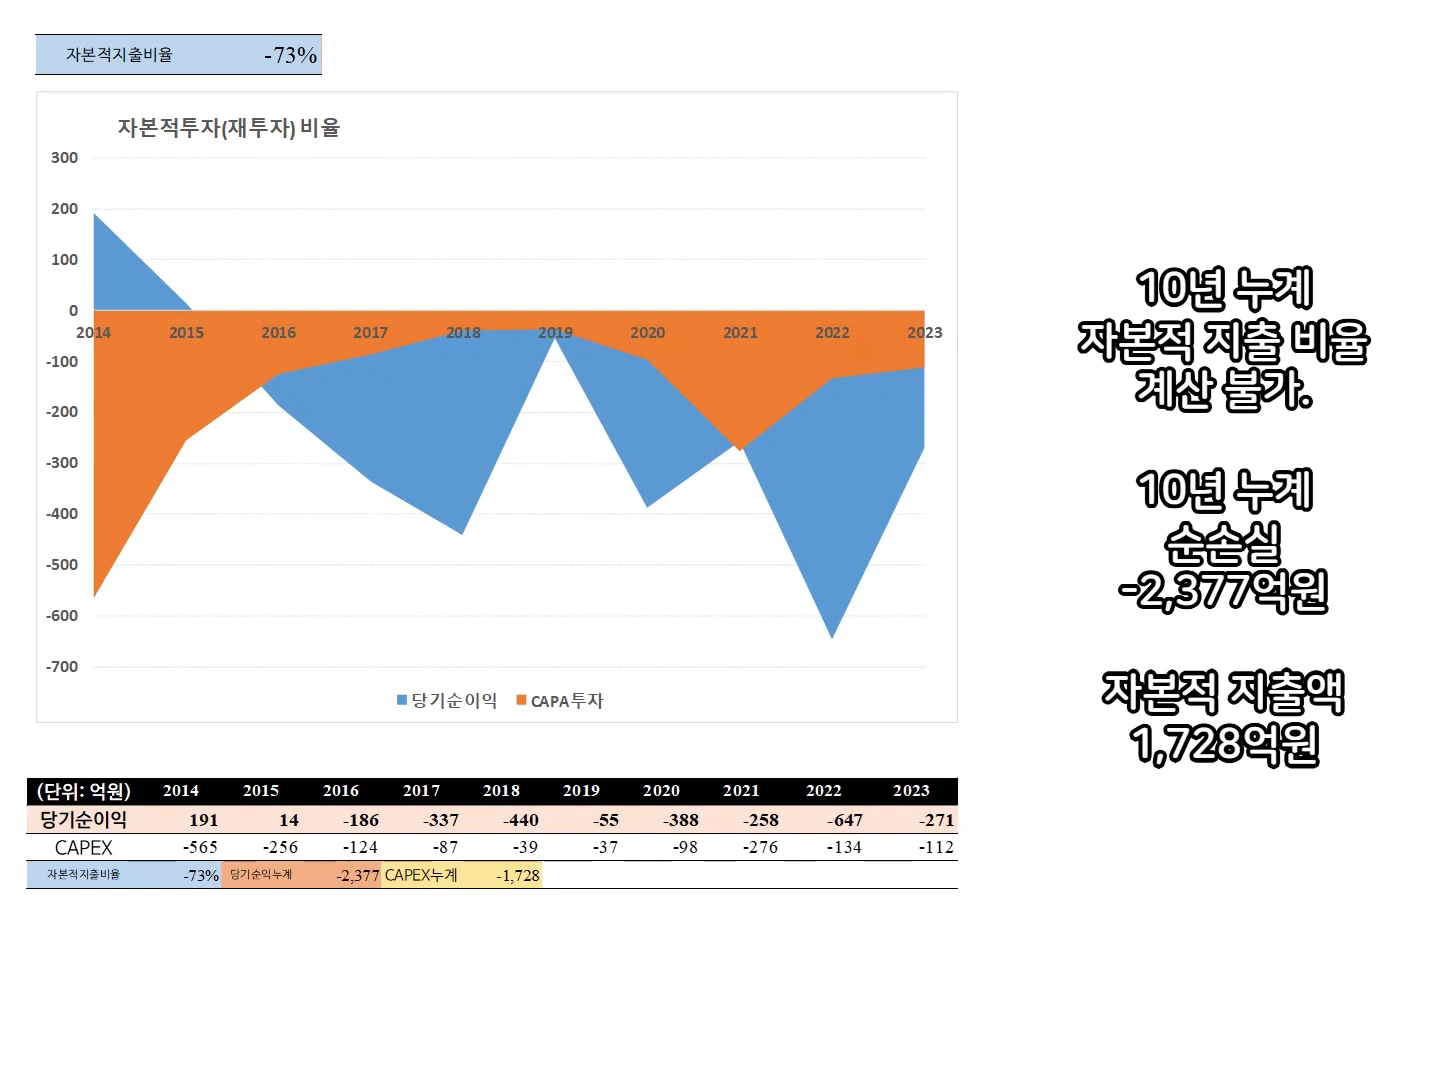 자본적지출비율 -73%
자본적투자(재투자) 비율
300
200
100
0
2014 2015 2016 2017 2018 2019 2020 2021 2022 2023
-100
-200
-300
-400
-500
-600
-700
당기순이익 CAPA투자
10년 누계
자본적 지출 비율
계산 불가.
10년 누계
순손실
-2,377억원
자본적 지출액
1,728억원
(단위: 억원) 2014 2015 2016 2017 2018 2019 2020 2021 2022 2023
당기순이익 191 14 -186 -337 -440 -55 -388 -258 -647 -271
CAPEX -565 -256 -124 -87 -39 -37 -98 -276 -134 -112
자본적지출비율 -73% 당기순익누계 -2,377 CAPEX누계 -1,728